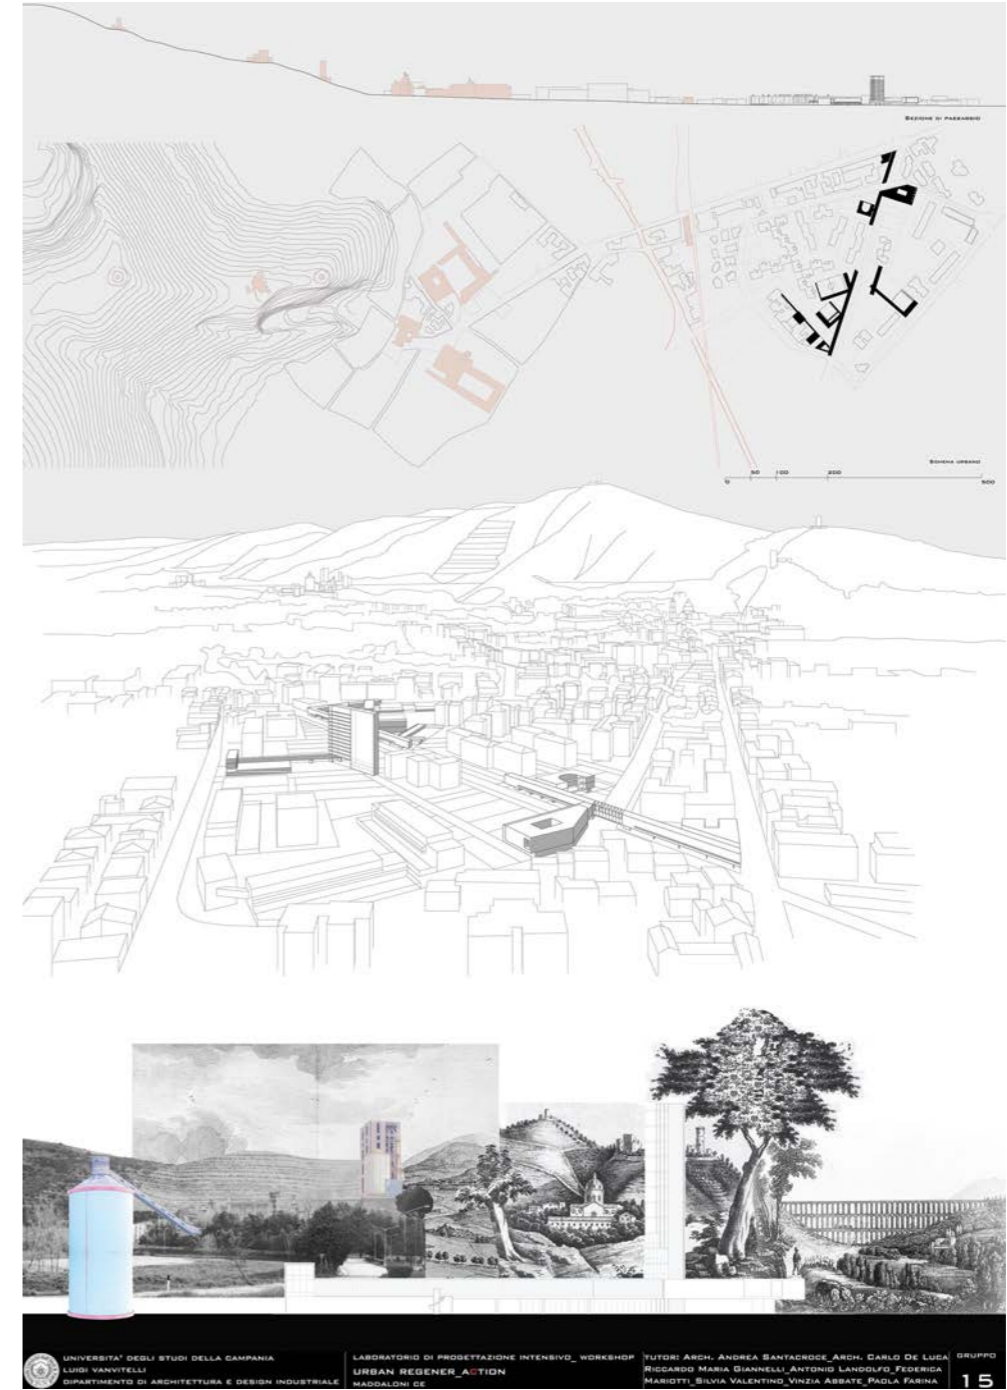 SEZIONE DI PAESAGGIO
SCHEMA URBANO
0 50 100 200 500
UNIVERSITA' DEGLI STUDI DELLA CAMPANIA
LUIGI VANVITELLI
DIPARTIMENTO DI ARCHITETTURA E DESIGN INDUSTRIALE
LABORATORIO DI PROGETTAZIONE INTENSIVO_ WORKSHOP
URBAN REGENER_ACTION
MADDALONI CE
TUTOR: ARCH. ANDREA SANTACROCE_ARCH. CARLO DE LUCA
RICCARDO MARIA GIANNELLI_ANTONIO LANDOLFO_FEDERICA
MARIOTTI_SILVIA VALENTINO_VINZIA ABBATE_PAOLA FARINA
GRUPPO
15